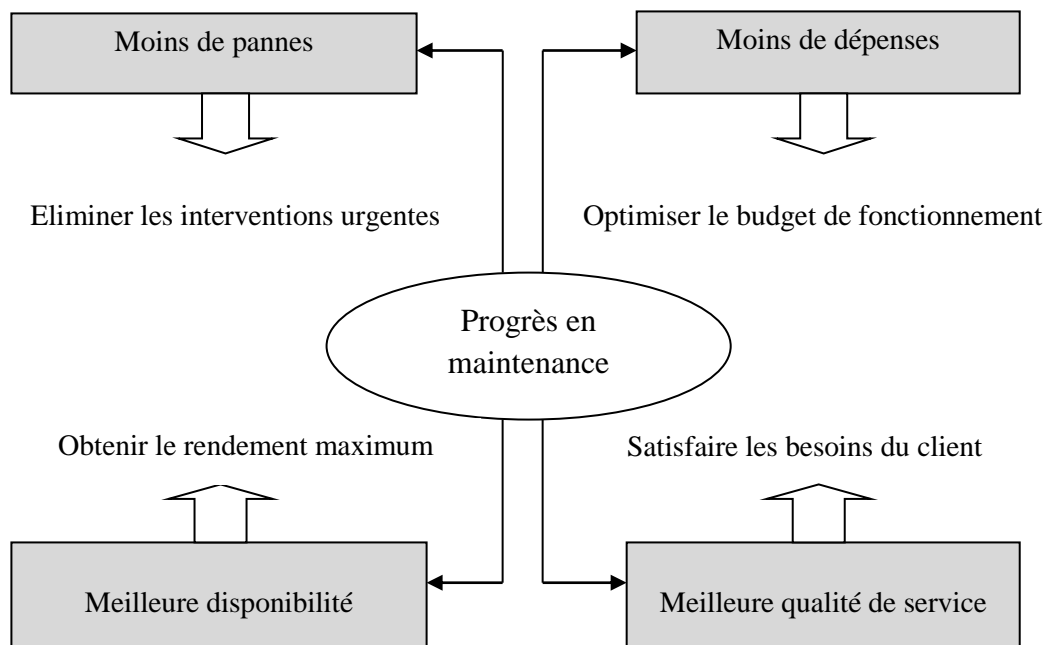 Moins de pannes
Moins de dépenses
Eliminer les interventions urgentes
Optimiser le budget de fonctionnement
Progrès en
maintenance
Obtenir le rendement maximum
Satisfaire les besoins du client
Meilleure disponibilité
Meilleure qualité de service